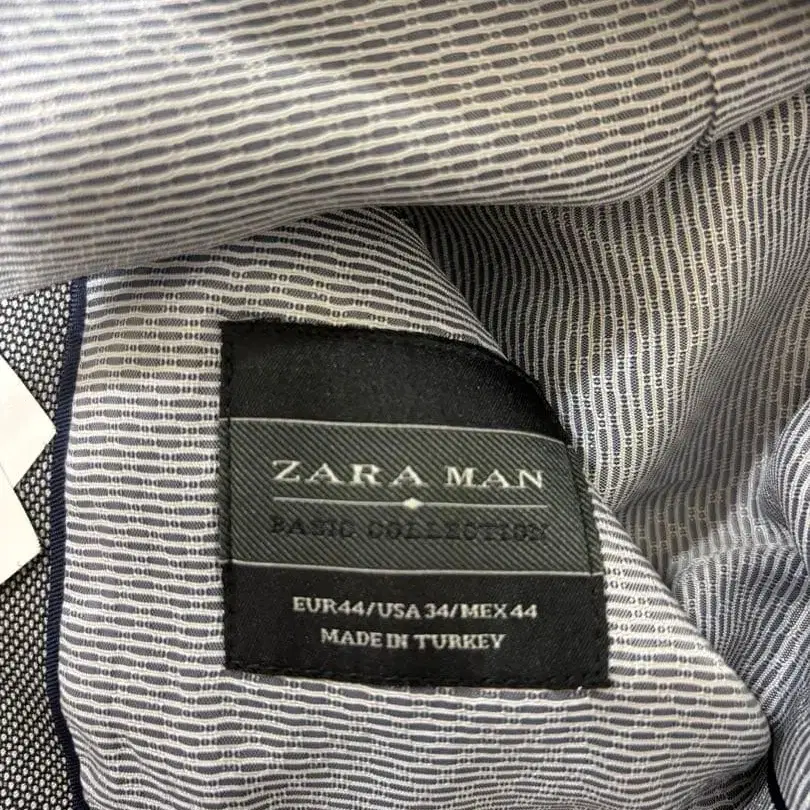 ZARA MAN
BASIC COLLECTION
EUR44/USA 34/MEX 44
MADE IN TURKEY